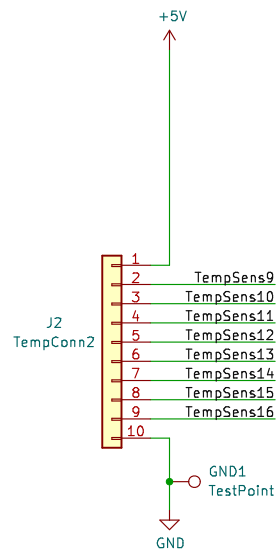 +5V
1
2
TempSens9
3
TempSens10
4
TempSens11
J2
TempConn2
5
TempSens12
6
TempSens13
7
TempSens14
8
TempSens15
9
TempSens16
10
GND1
TestPoint
GND